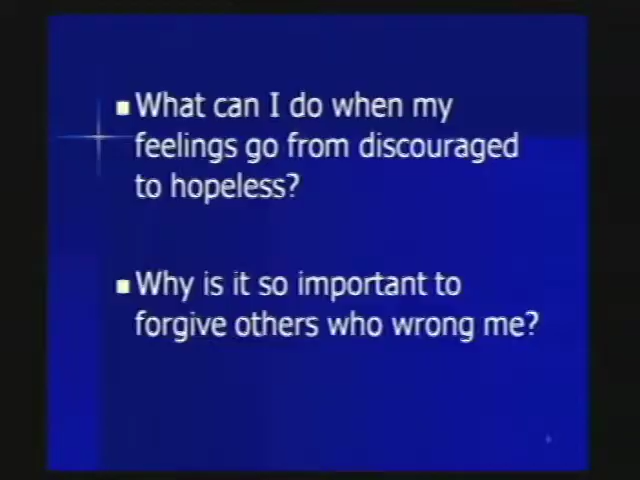 What can I do when my
feelings go from discouraged
to hopeless?
Why is it so important to
forgive others who wrong me?